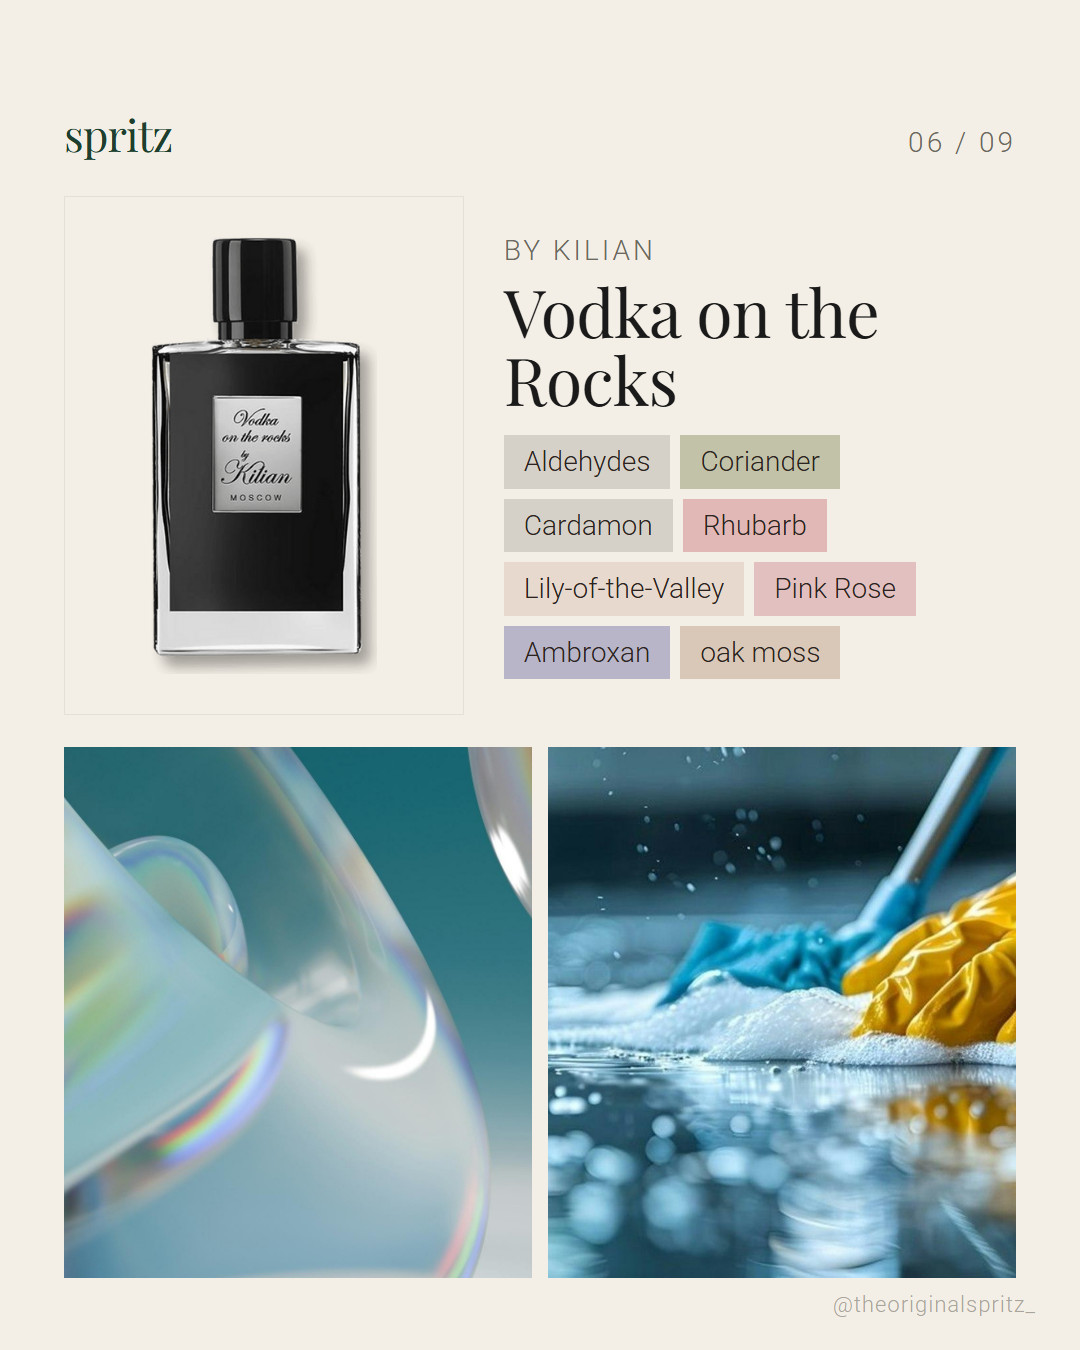 spritz
06 / 09
Vodka
on the rocks
by
Kilian
MOSCOW
BY KILIAN
Vodka on the
Rocks
Aldehydes
Coriander
Cardamon
Rhubarb
Lily-of-the-Valley
Pink Rose
Ambroxan
oak moss
@theoriginalspritz_